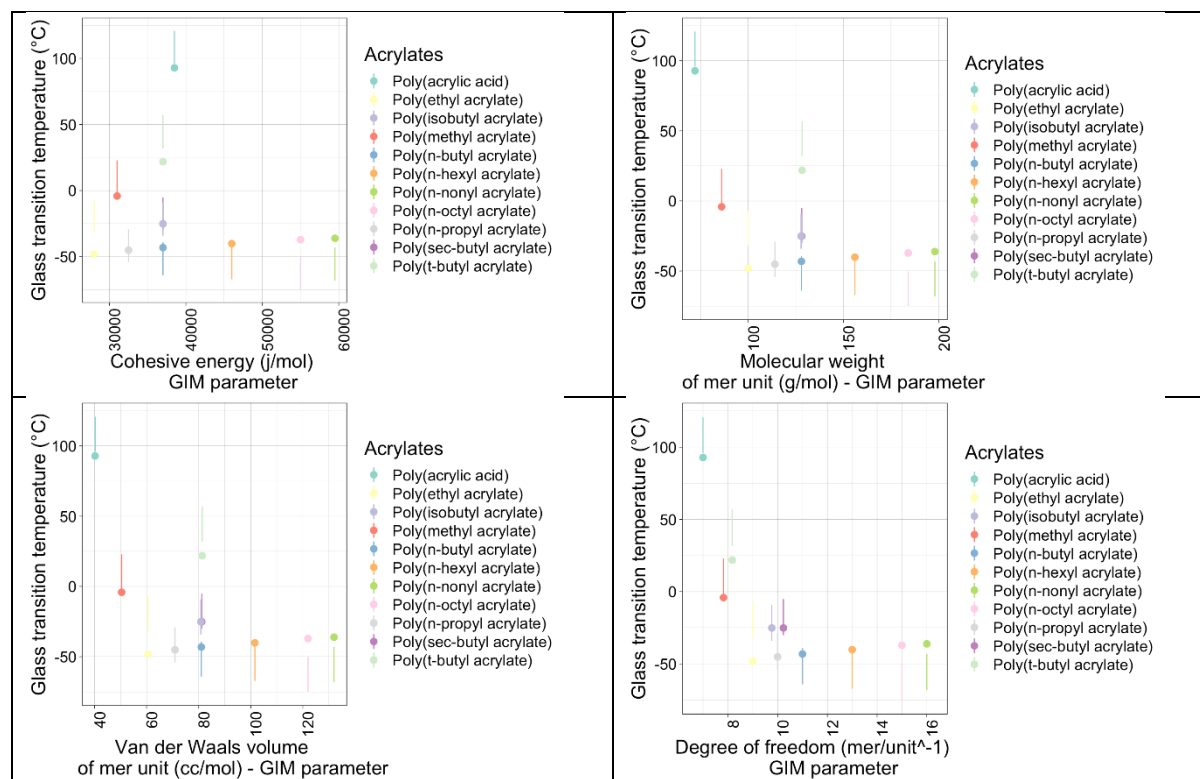 Glass transition temperature (°C)
100
50
0
-50
30000
40000
50000
60000
Cohesive energy (j/mol)
GIM parameter
Acrylates
Poly(acrylic acid)
Poly(ethyl acrylate)
Poly(isobutyl acrylate)
Poly(methyl acrylate)
Poly(n-butyl acrylate)
Poly(n-hexyl acrylate)
Poly(n-nonyl acrylate)
Poly(n-octyl acrylate)
Poly(n-propyl acrylate)
Poly(sec-butyl acrylate)
Poly(t-butyl acrylate)
Glass transition temperature (°C)
100
50
0
-50
100
150
200
Molecular weight
of mer unit (g/mol) - GIM parameter
Acrylates
Poly(acrylic acid)
Poly(ethyl acrylate)
Poly(isobutyl acrylate)
Poly(methyl acrylate)
Poly(n-butyl acrylate)
Poly(n-hexyl acrylate)
Poly(n-nonyl acrylate)
Poly(n-octyl acrylate)
Poly(n-propyl acrylate)
Poly(sec-butyl acrylate)
Poly(t-butyl acrylate)
Glass transition temperature (°C)
100
50
0
-50
40
60
80
100
120
Van der Waals volume
of mer unit (cc/mol) - GIM parameter
Acrylates
Poly(acrylic acid)
Poly(ethyl acrylate)
Poly(isobutyl acrylate)
Poly(methyl acrylate)
Poly(n-butyl acrylate)
Poly(n-hexyl acrylate)
Poly(n-nonyl acrylate)
Poly(n-octyl acrylate)
Poly(n-propyl acrylate)
Poly(sec-butyl acrylate)
Poly(t-butyl acrylate)
Glass transition temperature (°C)
100
50
0
-50
8
10
12
14
16
Degree of freedom (mer/unit^-1)
GIM parameter
Acrylates
Poly(acrylic acid)
Poly(ethyl acrylate)
Poly(isobutyl acrylate)
Poly(methyl acrylate)
Poly(n-butyl acrylate)
Poly(n-hexyl acrylate)
Poly(n-nonyl acrylate)
Poly(n-octyl acrylate)
Poly(n-propyl acrylate)
Poly(sec-butyl acrylate)
Poly(t-butyl acrylate)